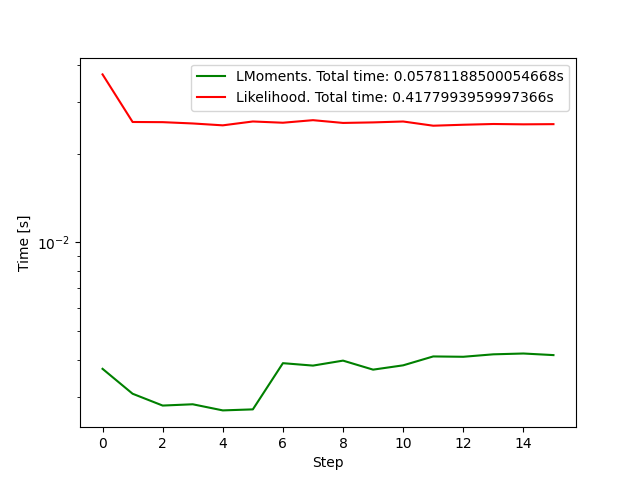 LMoments. Total time: 0.05781188500054668s
Likelihood. Total time: 0.4177993959997366s
Time [s]
10⁻²
0 2 4 6 8 10 12 14
Step